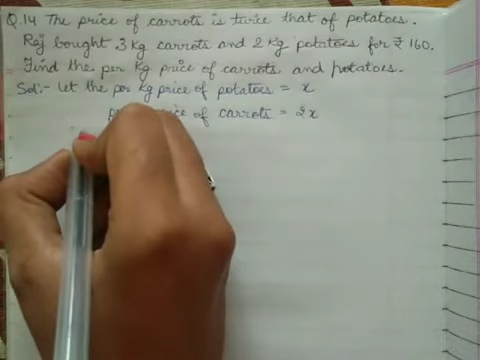 Q.14 The price of carrots is twice that of potatoes.
Raj bought 3 kg carrots and 2 kg potatoes for ₹ 160.
Find the per kg price of carrots and potatoes.
Sol:- let the per kg price of potatoes = x
price of carrots = 2x